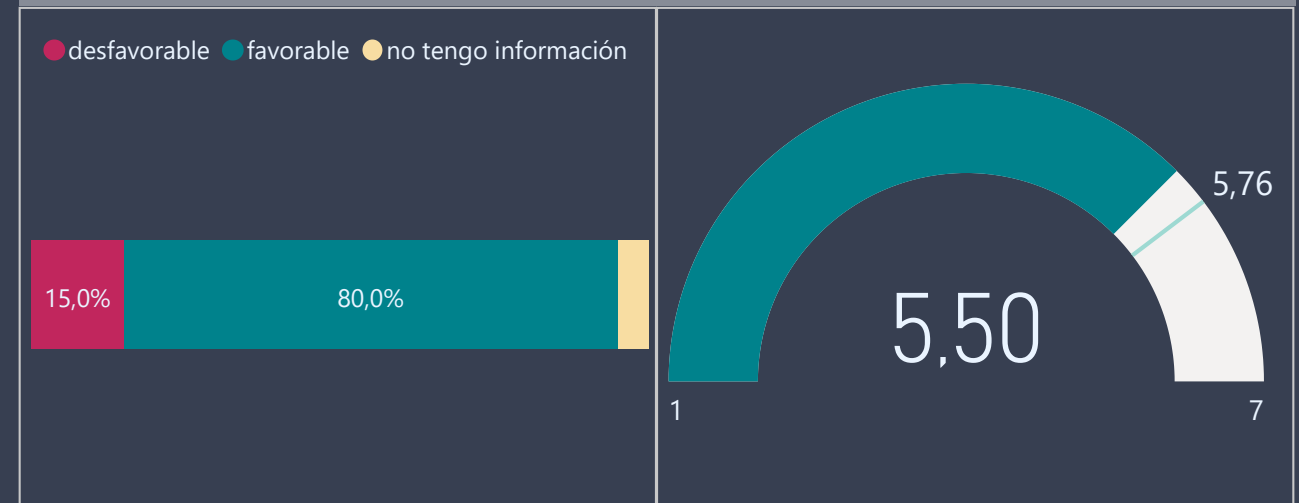 desfavorable favorable no tengo información
15,0% 80,0%
5,76
5,50
1 7